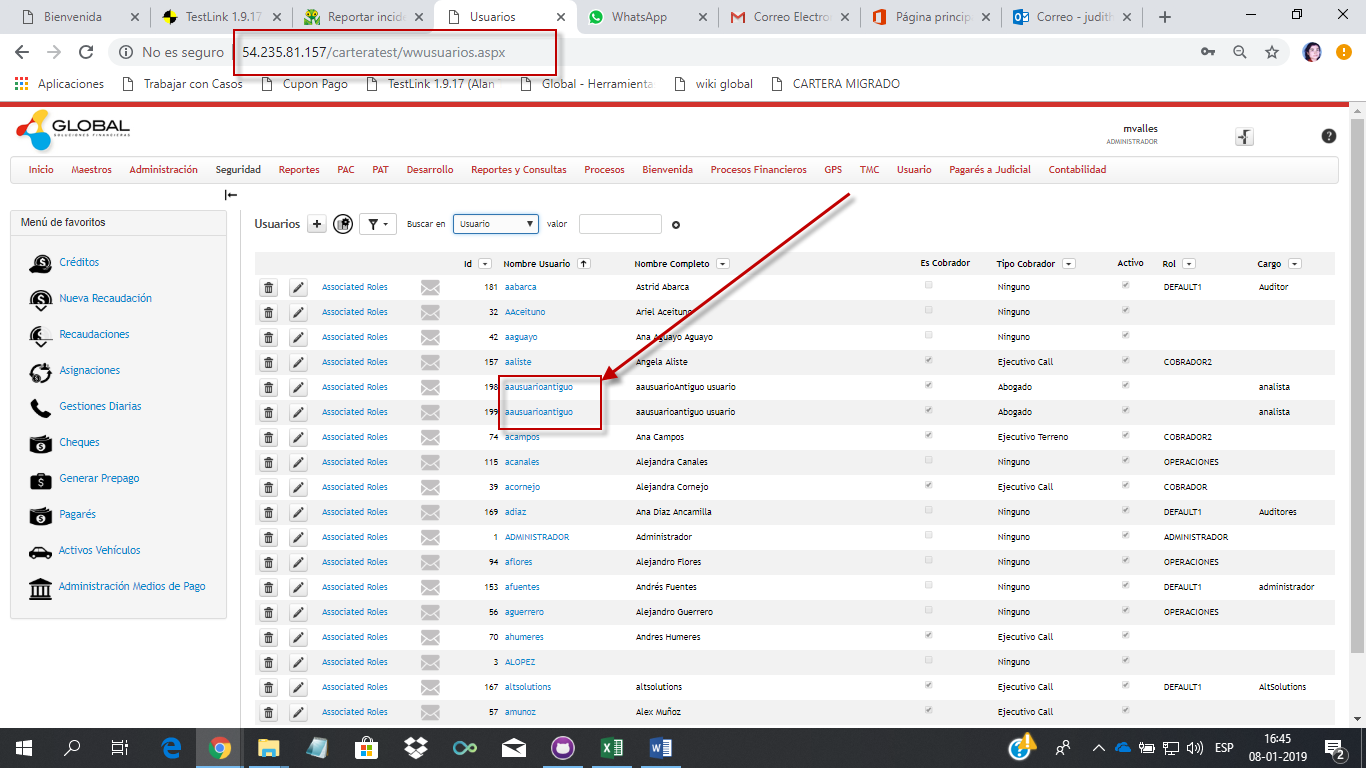 Bienvenida
TestLink 1.9.17
Reportar incide
Usuarios
WhatsApp
Correo Electro
Página princip
Correo - judith
No es seguro 54.235.81.157/carteratest/wwusuarios.aspx
Aplicaciones Trabajar con Casos Cupon Pago TestLink 1.9.17 (Alan Global - Herramienta wiki global CARTERA MIGRADO
GLOBAL
SOLUCIONES FINANCIERAS
mvalles
ADMINISTRADOR
Inicio Maestros Administración Seguridad Reportes PAC PAT Desarrollo Reportes y Consultas Procesos Bienvenida Procesos Financieros GPS TMC Usuario Pagarés a Judicial Contabilidad
Menú de favoritos
Créditos
Nueva Recaudación
Recaudaciones
Asignaciones
Gestiones Diarias
Cheques
Generar Prepago
Pagarés
Activos Vehículos
Administración Medios de Pago
Usuarios Buscar en Usuario valor
Id Nombre Usuario Nombre Completo Es Cobrador Tipo Cobrador Activo Rol Cargo
Associated Roles 181 aabarca Astrid Abarca Ninguno DEFAULT1 Auditor
Associated Roles 32 AAceituno Ariel Aceituno Ninguno
Associated Roles 42 aaguayo Ana Aguayo Aguayo Ninguno
Associated Roles 157 aaliste Angela Aliste Ejecutivo Call COBRADOR2
Associated Roles 198 aausuarioantiguo aausuarioAntiguo usuario Abogado analista
Associated Roles 199 aausuarioantiguo aausuarioantiguo usuario Abogado analista
Associated Roles 74 acampos Ana Campos Ejecutivo Terreno COBRADOR2
Associated Roles 115 acanales Alejandra Canales Ninguno OPERACIONES
Associated Roles 39 acornejo Alejandra Cornejo Ejecutivo Call COBRADOR
Associated Roles 169 adiaz Ana Diaz Ancamilla Ninguno DEFAULT1 Auditores
Associated Roles 1 ADMINISTRADOR Administrador Ninguno ADMINISTRADOR
Associated Roles 94 aflores Alejandro Flores Ninguno OPERACIONES
Associated Roles 153 afuentes Andrés Fuentes Ninguno DEFAULT1 administrador
Associated Roles 56 aguerrero Alejandro Guerrero Ninguno OPERACIONES
Associated Roles 70 ahumeres Andres Humeres Ejecutivo Call
Associated Roles 3 ALOPEZ Ninguno
Associated Roles 167 altsolutions altsolutions Ejecutivo Call DEFAULT1 AltSolutions
Associated Roles 57 amunoz Alex Muñoz Ejecutivo Call
ESP
16:45
08-01-2019
2